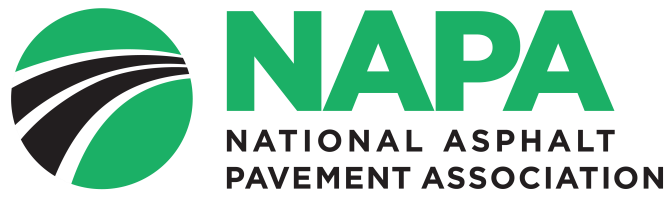 NAPA
NATIONAL ASPHALT
PAVEMENT ASSOCIATION